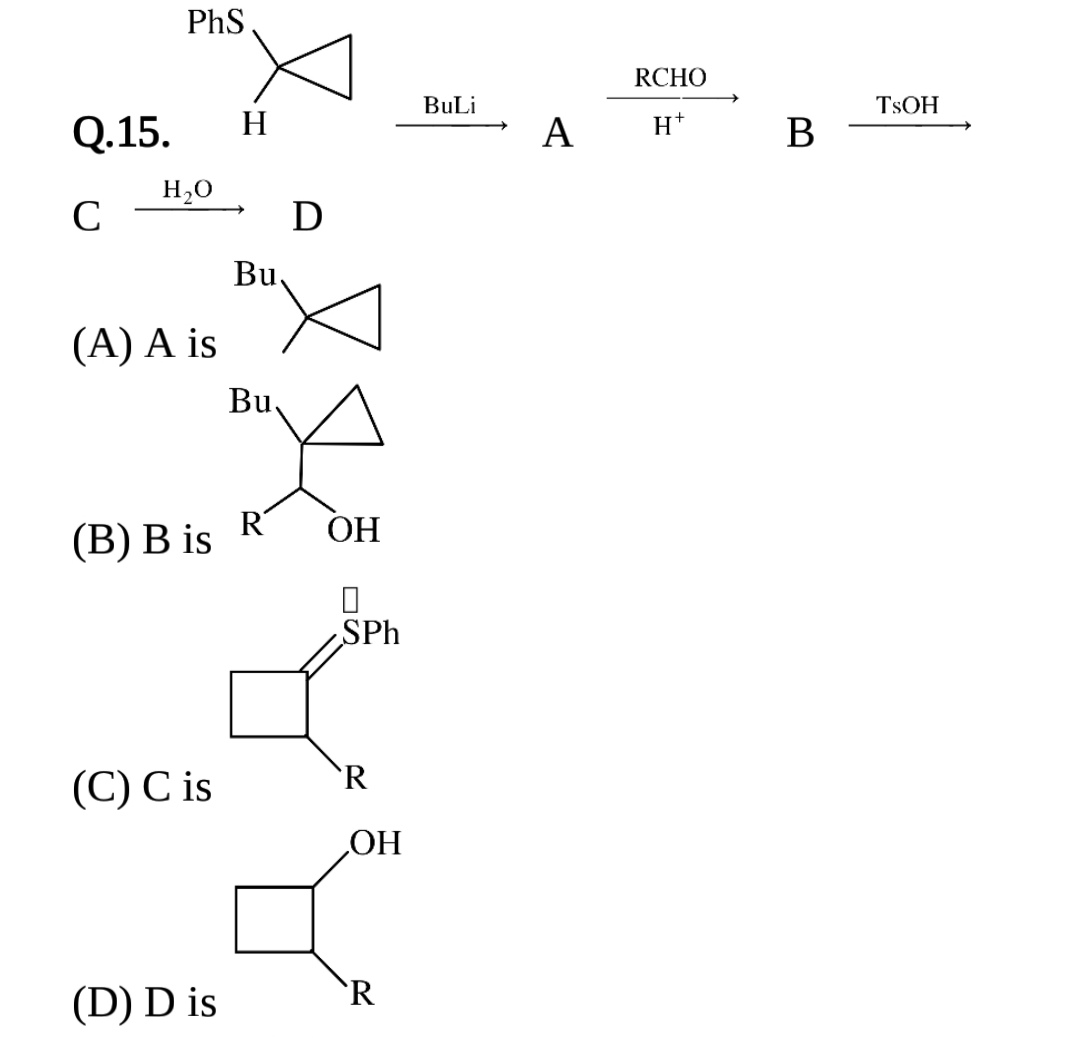 PhS
H
Q.15.
BuLi
A
RCHO
H⁺
B
TsOH
C
H₂O
D
Bu
(A) A is
Bu
R
OH
(B) B is
SPh
R
(C) C is
OH
R
(D) D is